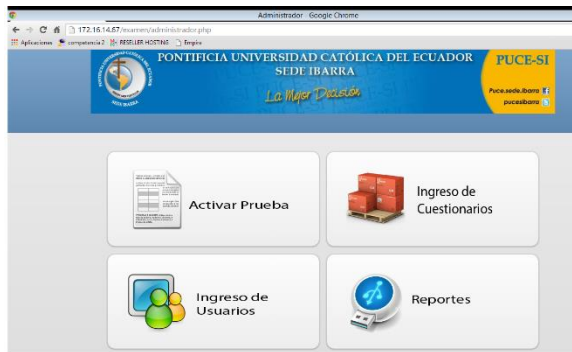 Administrador - Google Chrome
172.16.14.67/examen/administrador.php
Aplicaciones competencia 2 RESELLER HOSTING Empire
PONTIFICIA UNIVERSIDAD CATÓLICA DEL ECUADOR
SEDE IBARRA
La Mejor Decisión
PUCE-SI
Puce.sede.ibarra
pucesibarra
Activar Prueba
Ingreso de
Cuestionarios
Ingreso de
Usuarios
Reportes